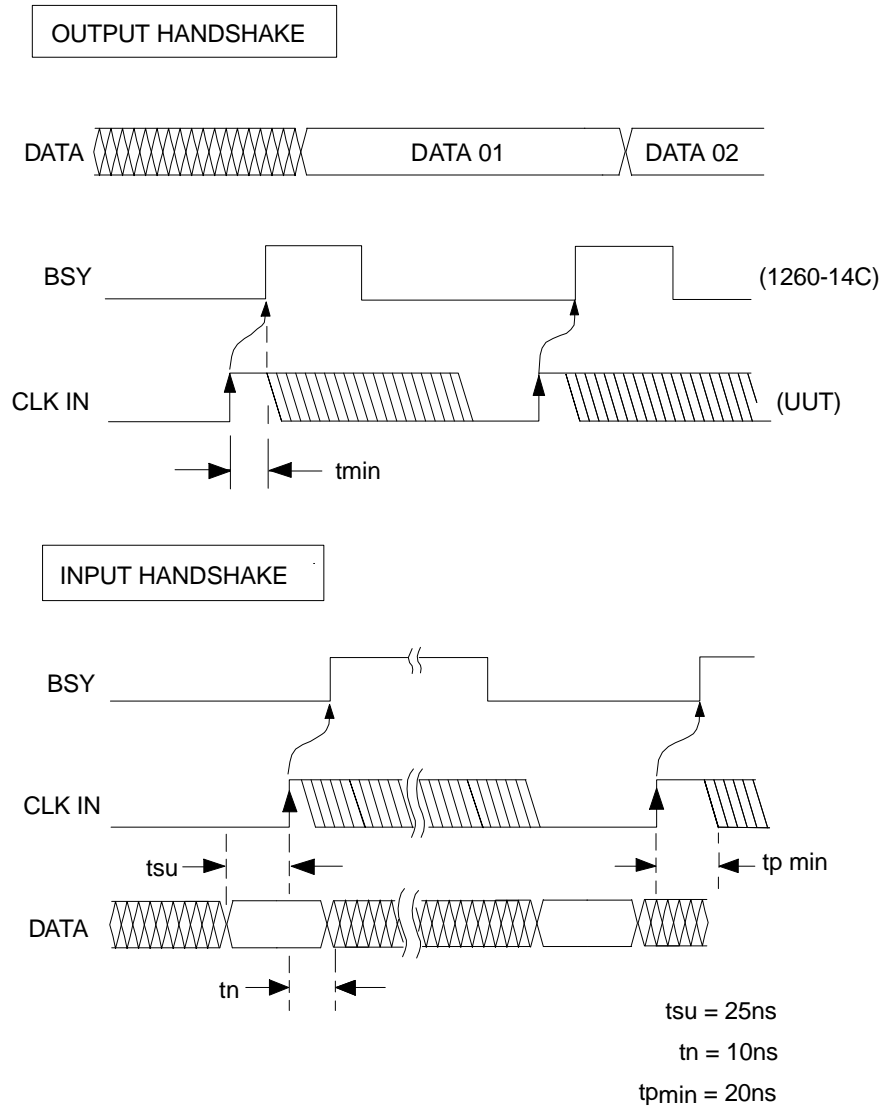 OUTPUT HANDSHAKE
DATA
DATA 01
DATA 02
BSY
(1260-14C)
CLK IN
(UUT)
tmin
INPUT HANDSHAKE
BSY
CLK IN
tsu
tp min
DATA
tn
tsu = 25ns
tn = 10ns
tpmin = 20ns